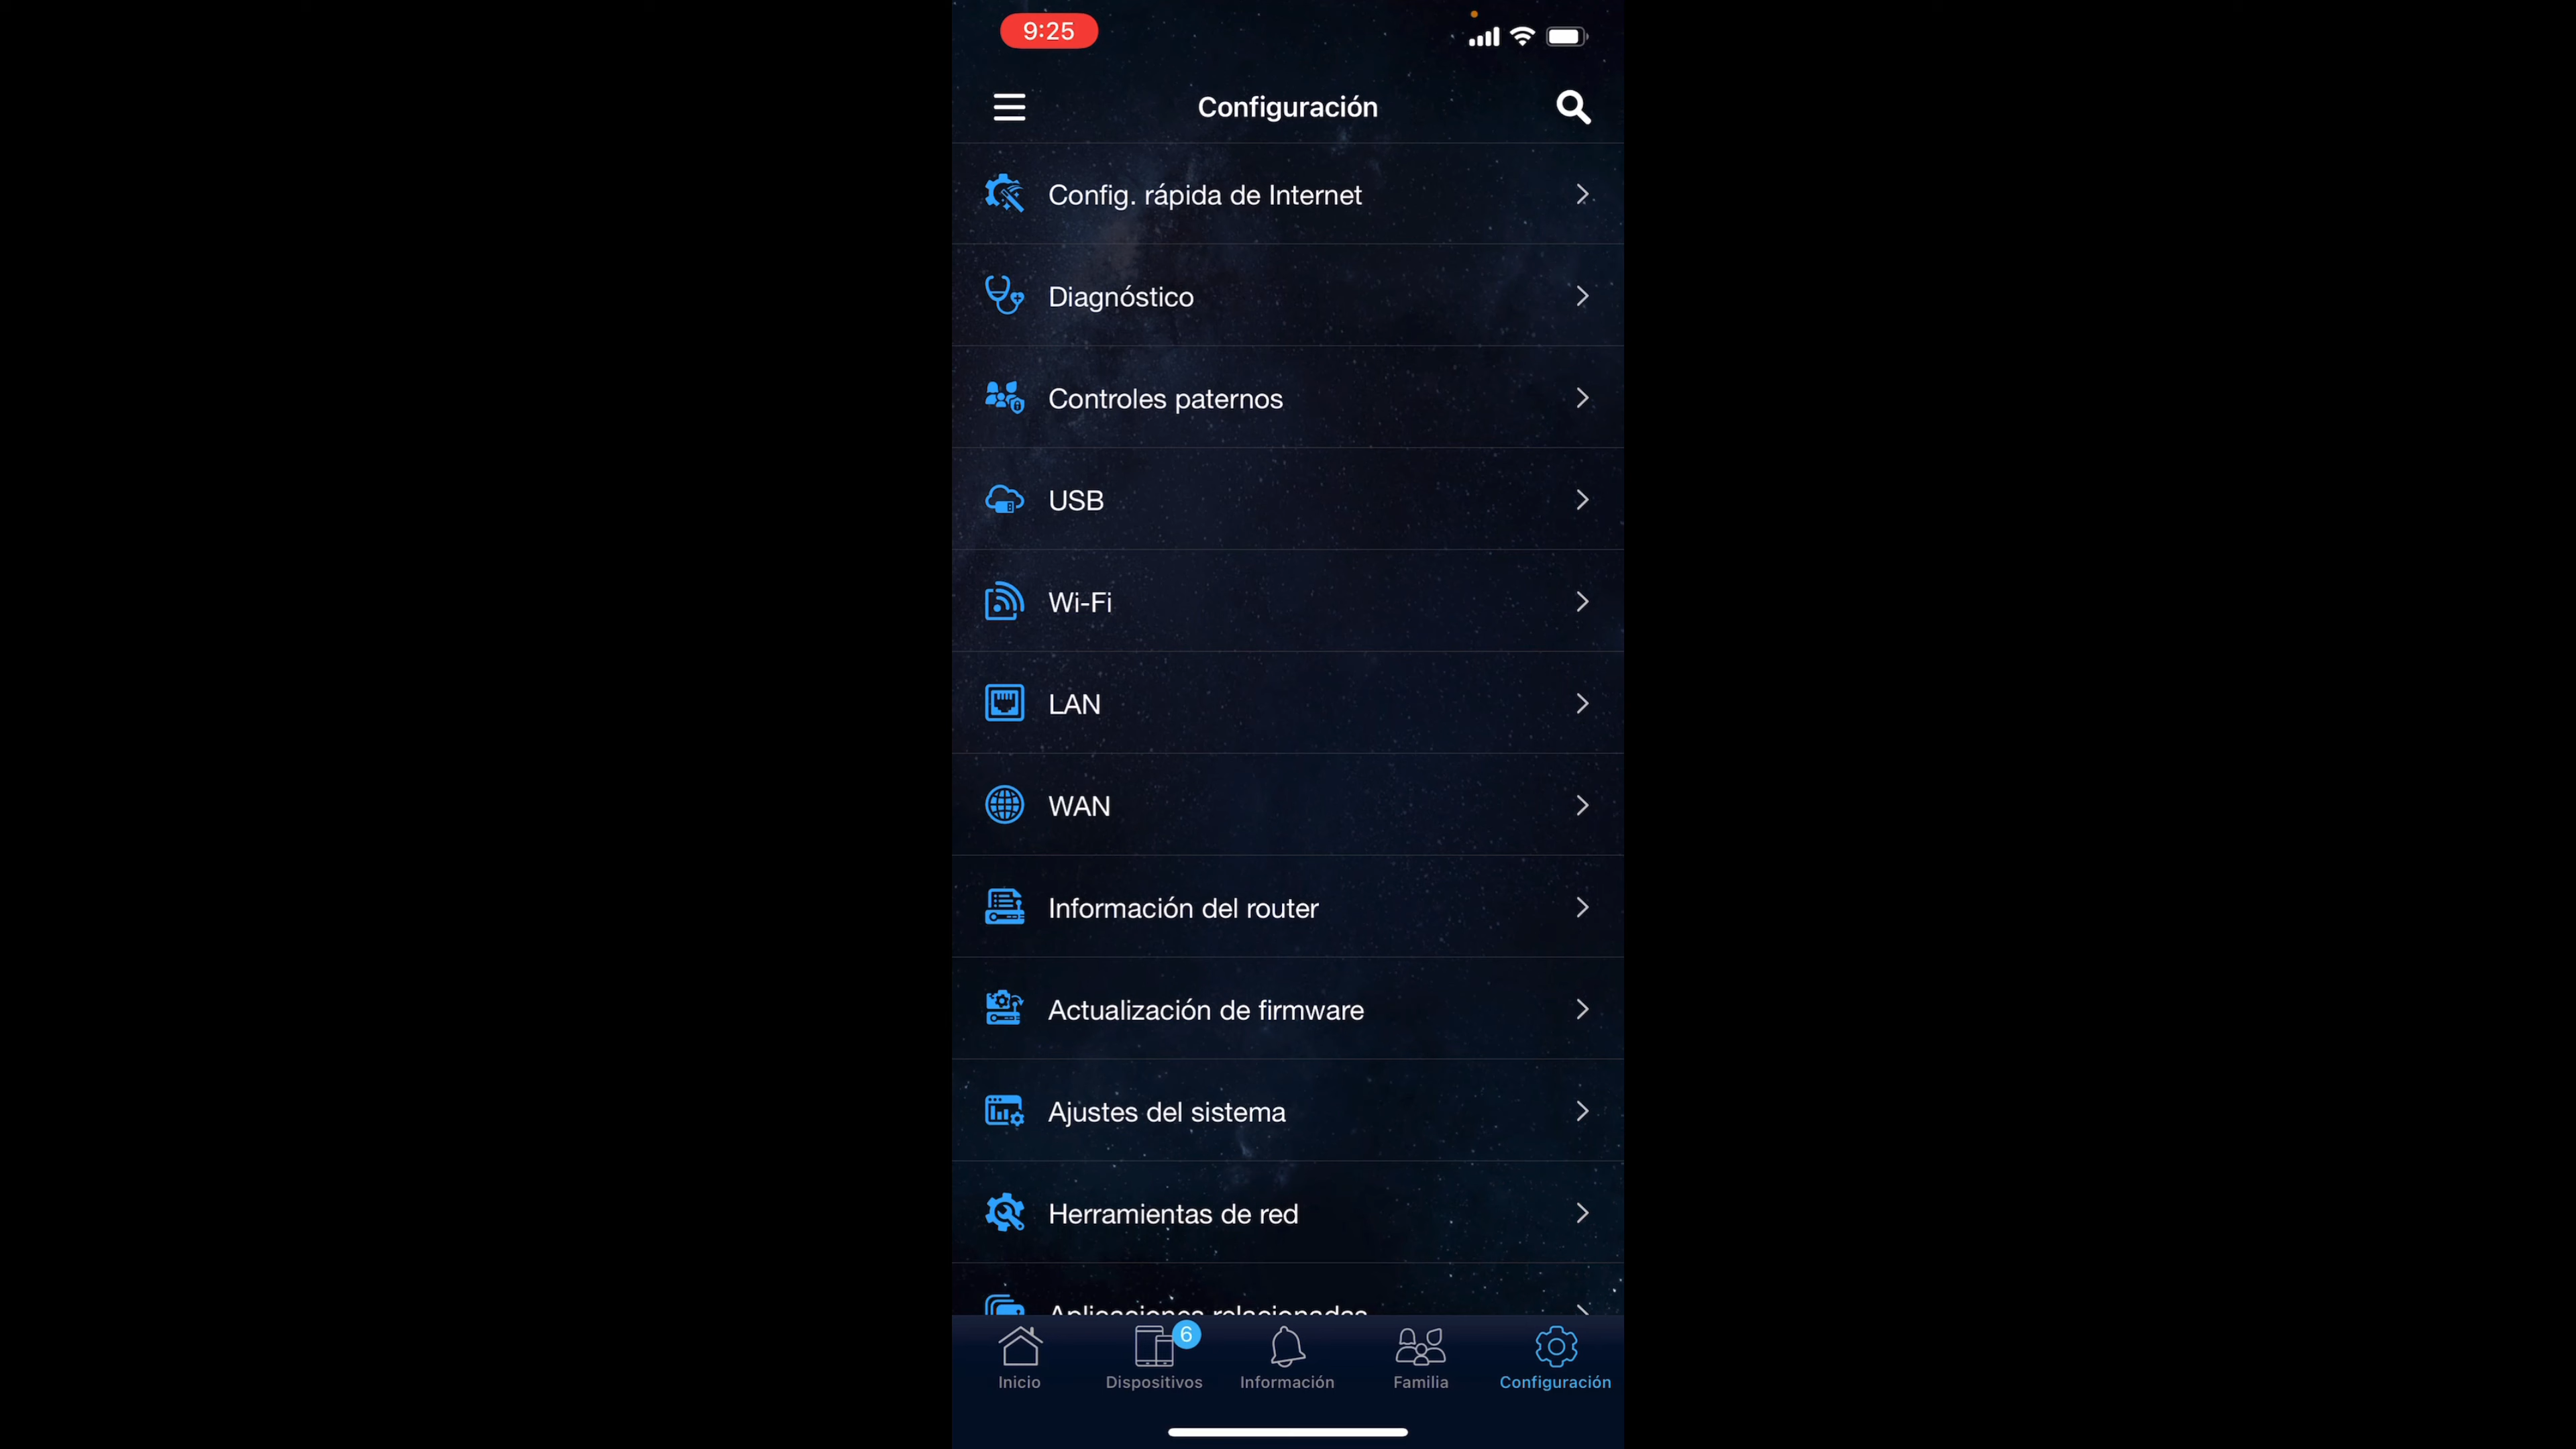 9:25
Configuración
Config. rápida de Internet
Diagnóstico
Controles paternos
USB
Wi-Fi
LAN
WAN
Información del router
Actualización de firmware
Ajustes del sistema
Herramientas de red
Aplicaciones relacionadas
6
Inicio
Dispositivos
Información
Familia
Configuración